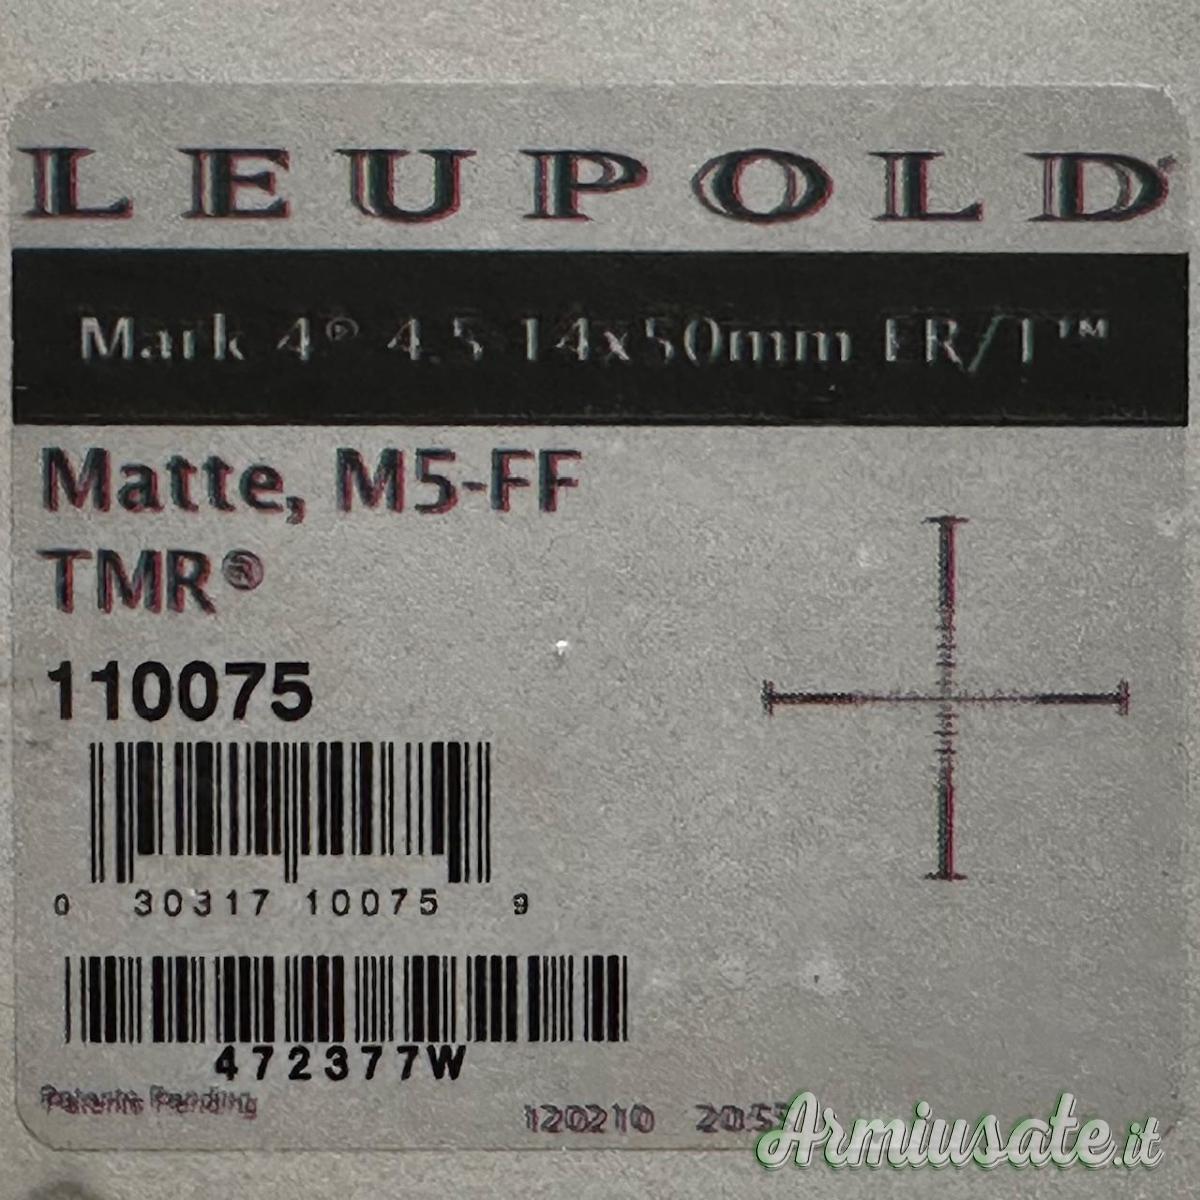 LEUPOLD®
Mark 4® 4.5-14x50mm ER/T™
Matte, M5-FF
TMR®
110075
0 30317 10075 9
472377W
Patents Pending
120210
Armiusate.it